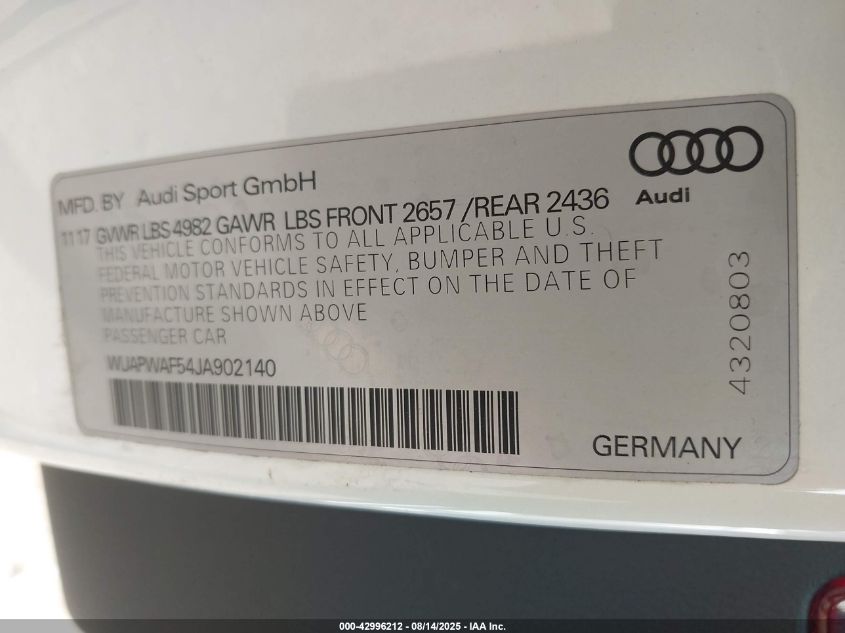 MFD. BY Audi Sport GmbH
Audi
11 17 GVWR LBS 4982 GAWR LBS FRONT 2657 /REAR 2436
THIS VEHICLE CONFORMS TO ALL APPLICABLE U.S.
FEDERAL MOTOR VEHICLE SAFETY, BUMPER AND THEFT
PREVENTION STANDARDS IN EFFECT ON THE DATE OF
MANUFACTURE SHOWN ABOVE
PASSENGER CAR
WUAPWAF54JA902140
4320803
GERMANY
000-42996212 - 08/14/2025 - IAA Inc.